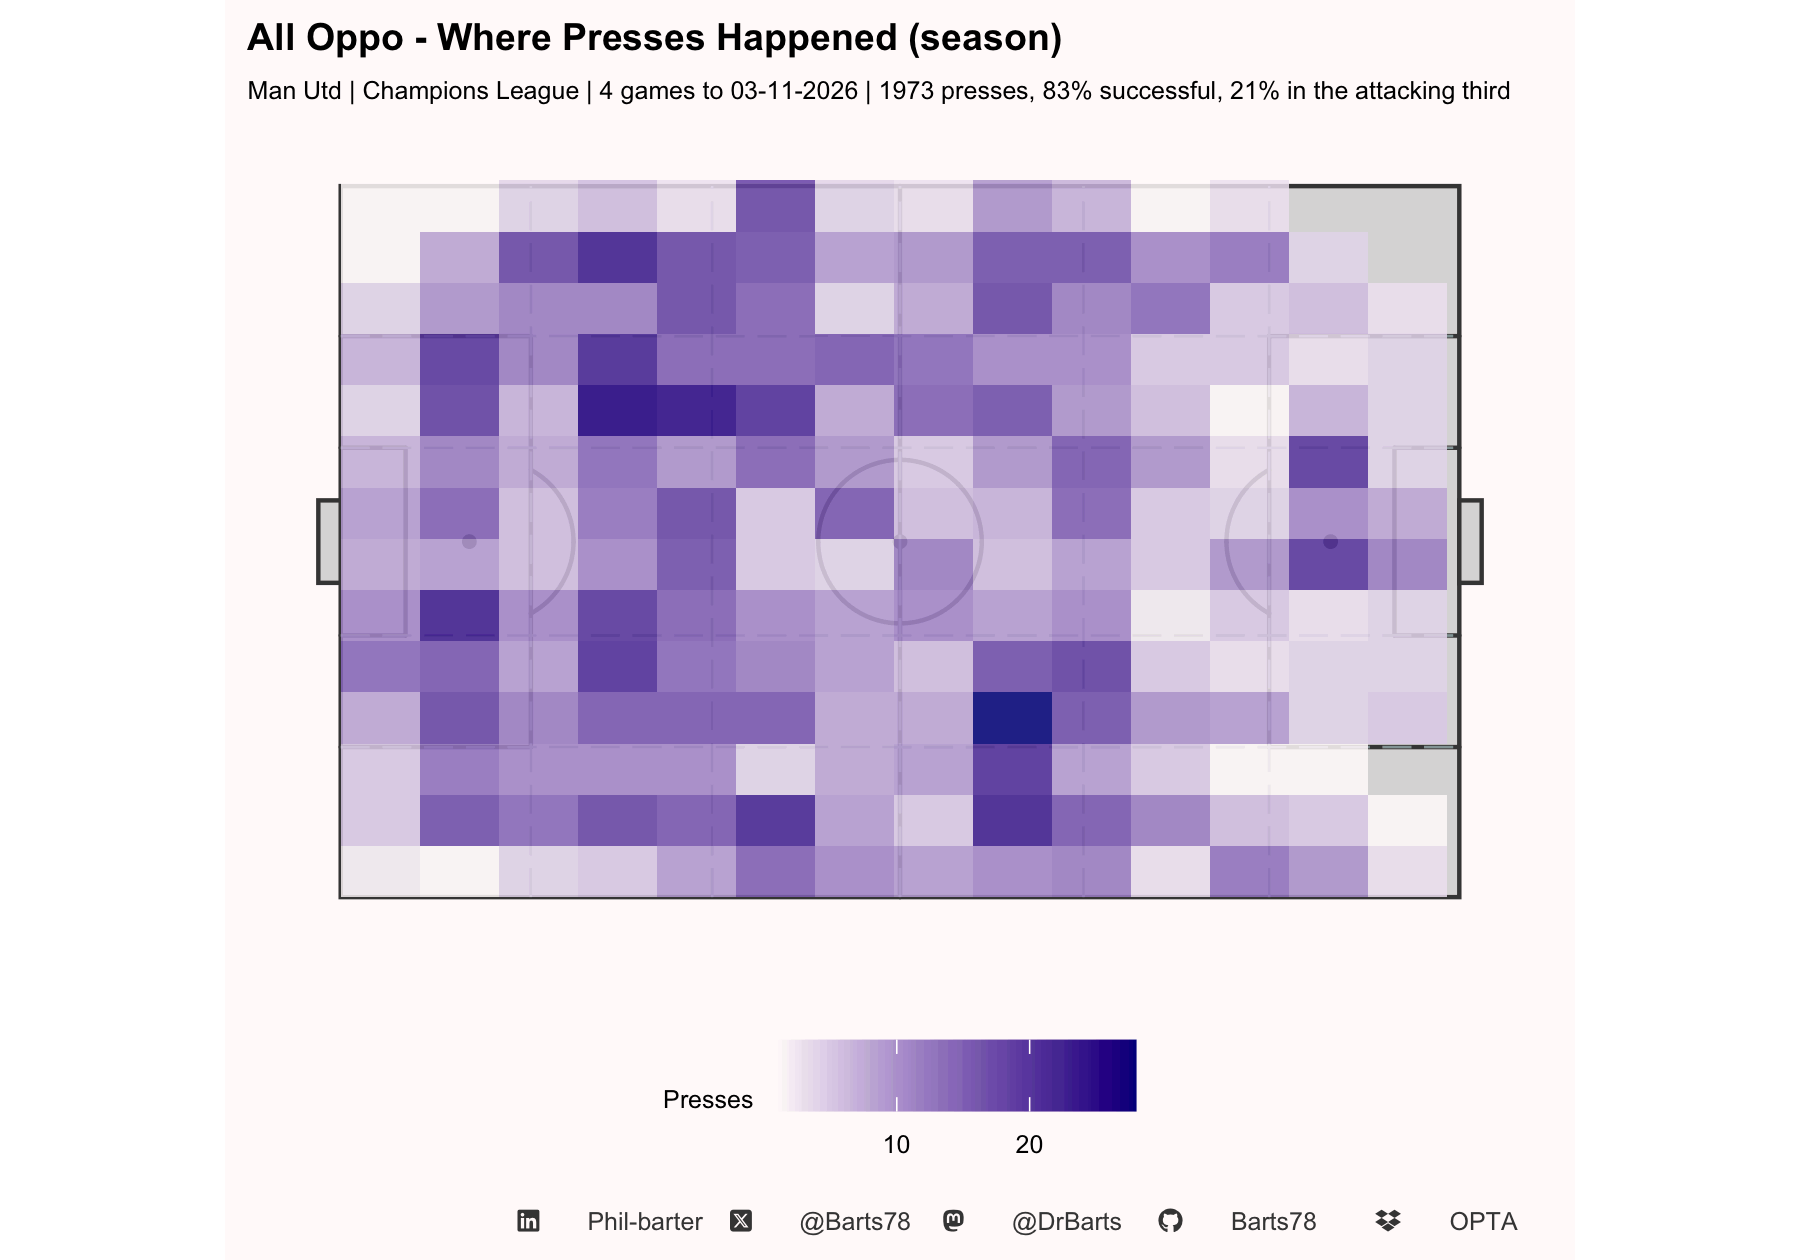 All Oppo - Where Presses Happened (season)
Man Utd | Champions League | 4 games to 03-11-2026 | 1973 presses, 83% successful, 21% in the attacking third
Presses
10 20
Phil-barter @Barts78 @DrBarts Barts78 OPTA